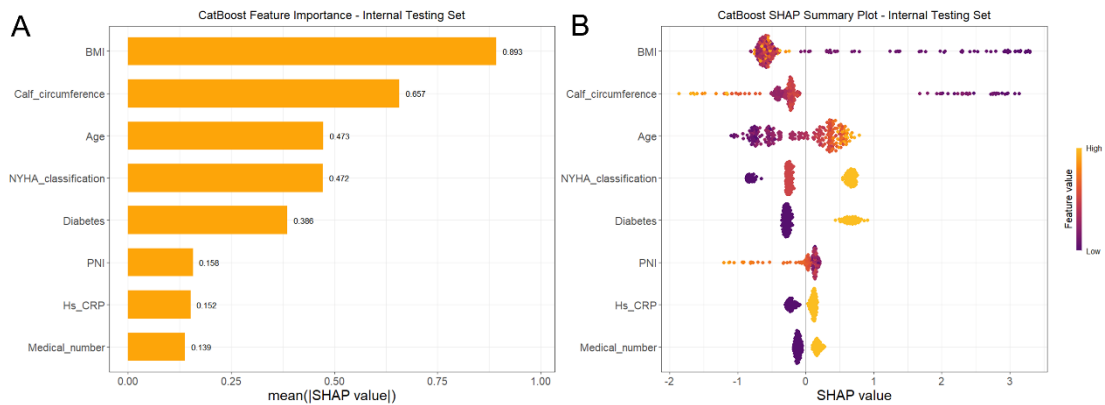 A
CatBoost Feature Importance - Internal Testing Set
BMI
0.893
Calf_circumference
0.657
Age
0.473
NYHA_classification
0.472
Diabetes
0.386
PNI
0.158
Hs_CRP
0.152
Medical_number
0.139
0.00 0.25 0.50 0.75 1.00
mean(|SHAP value|)
B
CatBoost SHAP Summary Plot - Internal Testing Set
BMI
Calf_circumference
Age
NYHA_classification
Diabetes
PNI
Hs_CRP
Medical_number
-2 -1 0 1 2 3
SHAP value
High
Feature value
Low